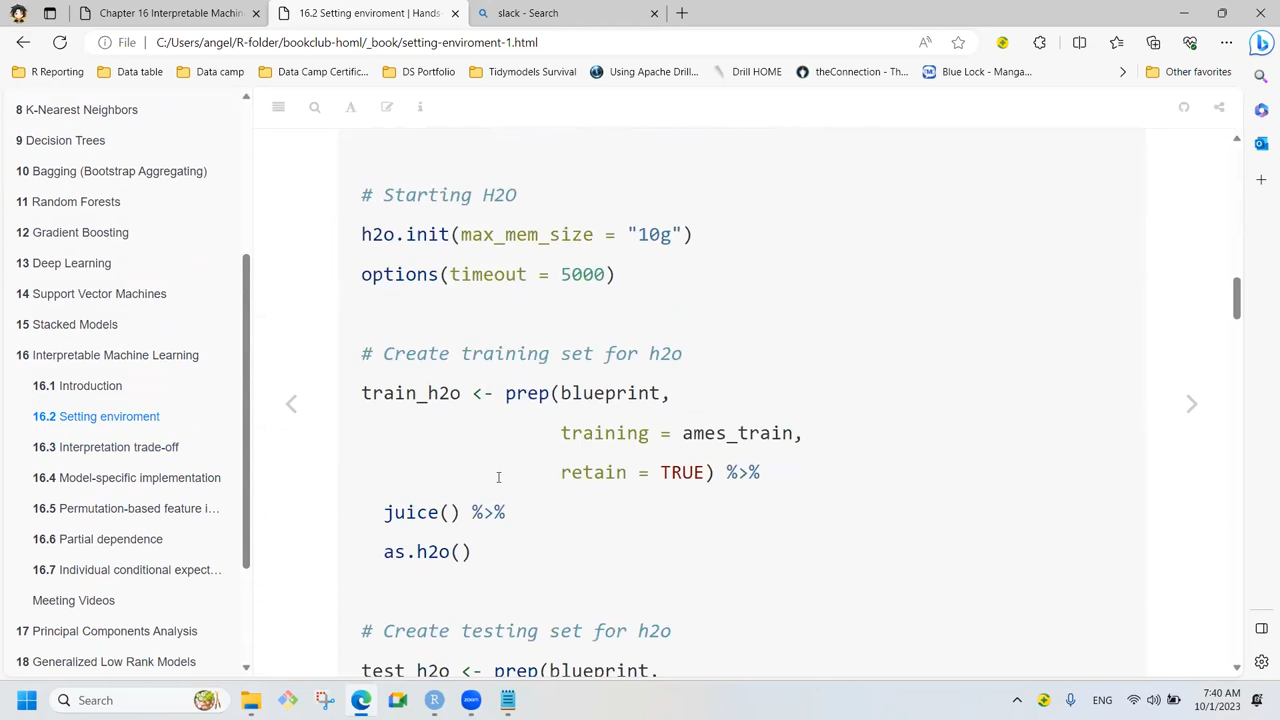 Chapter 16 Interpretable Machin
16.2 Setting enviroment | Hands-
slack - Search
File
C:/Users/angel/R-folder/bookclub-homl/_book/setting-enviroment-1.html
R Reporting
Data table
Data camp
Data Camp Certific...
DS Portfolio
Tidymodels Survival
Using Apache Drill...
Drill HOME
theConnection - Th...
Blue Lock - Manga...
Other favorites
8 K-Nearest Neighbors
9 Decision Trees
10 Bagging (Bootstrap Aggregating)
11 Random Forests
12 Gradient Boosting
13 Deep Learning
14 Support Vector Machines
15 Stacked Models
16 Interpretable Machine Learning
16.1 Introduction
16.2 Setting enviroment
16.3 Interpretation trade-off
16.4 Model-specific implementation
16.5 Permutation-based feature i...
16.6 Partial dependence
16.7 Individual conditional expect...
Meeting Videos
17 Principal Components Analysis
18 Generalized Low Rank Models
# Starting H2O
h2o.init(max_mem_size = "10g")
options(timeout = 5000)
# Create training set for h2o
train_h2o <- prep(blueprint,
training = ames_train,
retain = TRUE) %>%
juice() %>%
as.h2o()
# Create testing set for h2o
test_h2o <- prep(blueprint,
Search
ENG
7:40 AM
10/1/2023